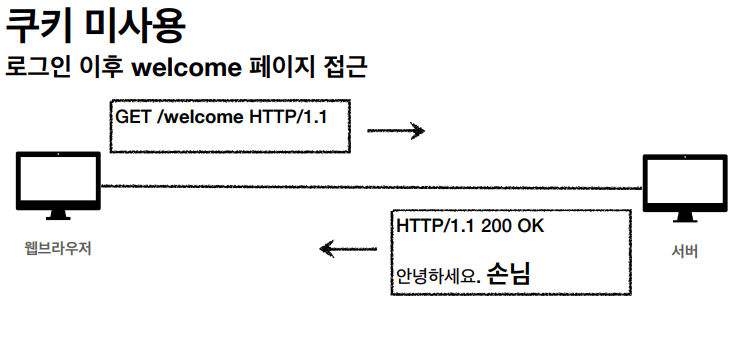 쿠키 미사용
로그인 이후 welcome 페이지 접근
GET /welcome HTTP/1.1
웹브라우저
HTTP/1.1 200 OK
안녕하세요. 손님
서버